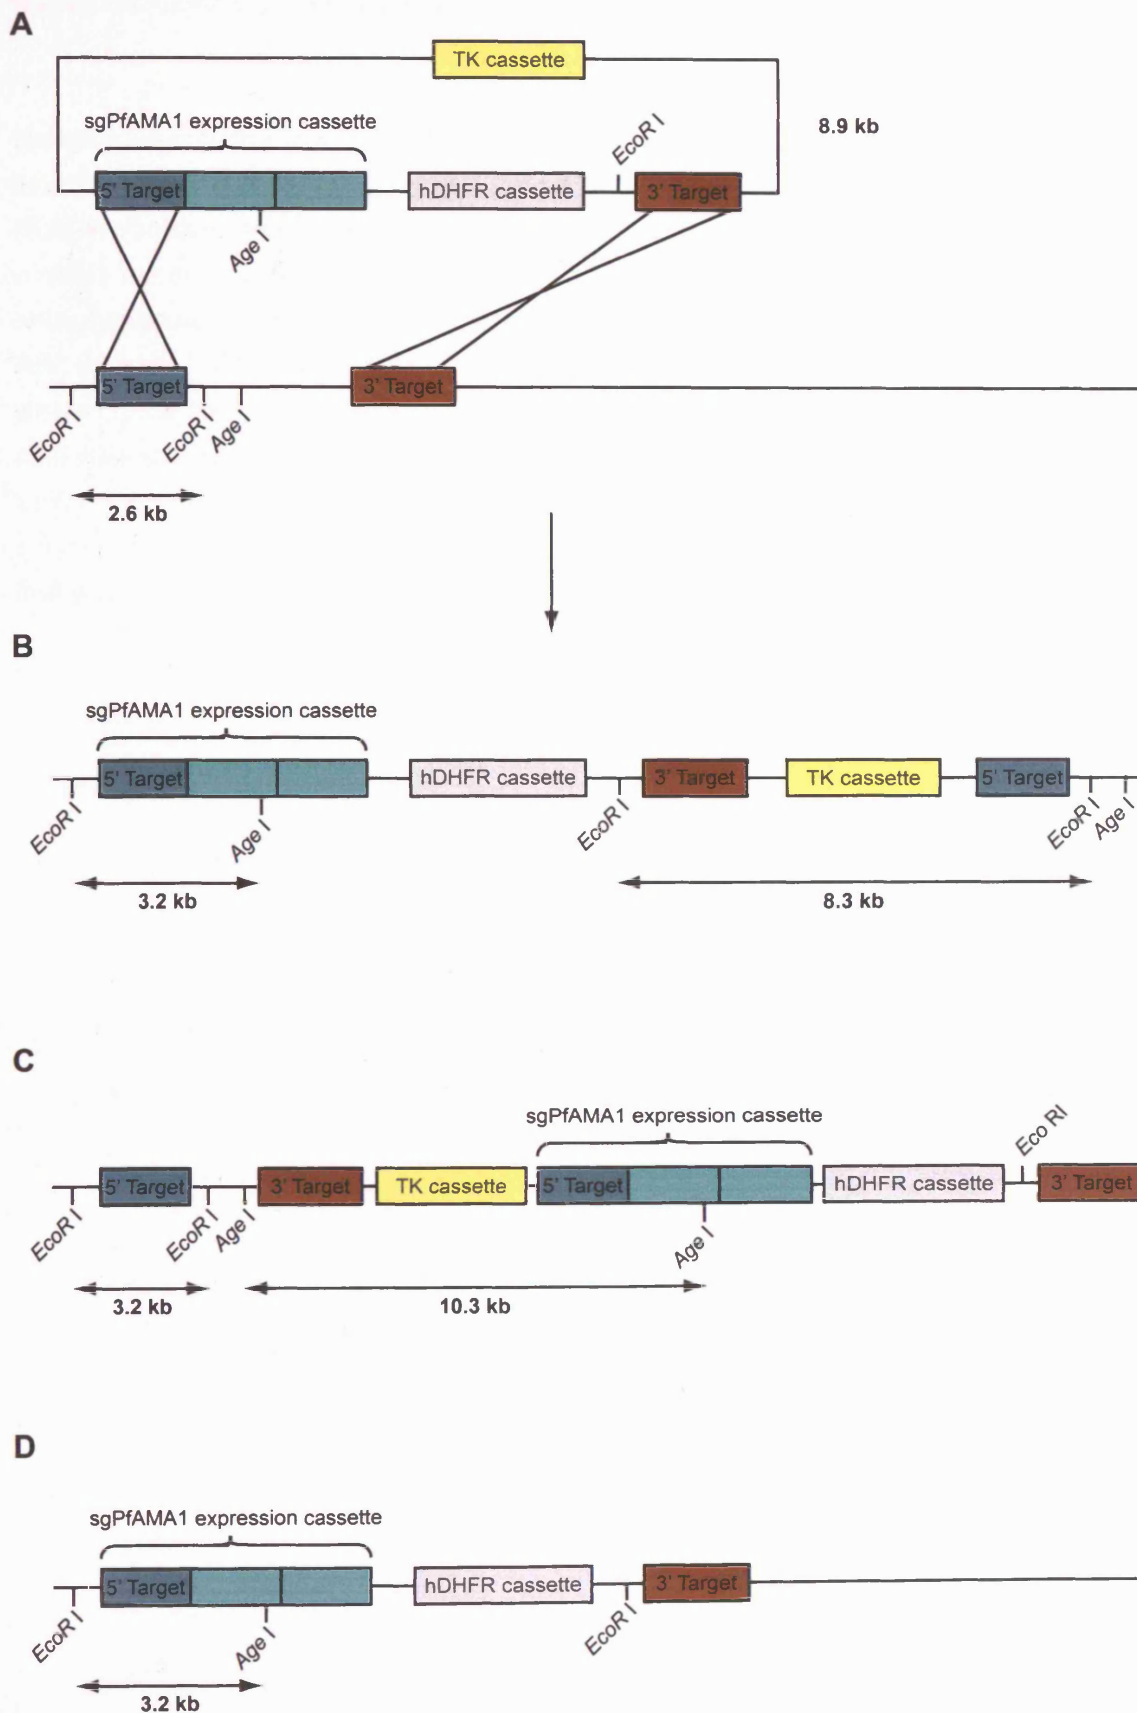 A
TK cassette
sgPfAMA1 expression cassette
8.9 kb
EcoR I
5' Target
hDHFR cassette
3' Target
Age I
5' Target
3' Target
EcoR I
EcoR I
Age I
2.6 kb
B
sgPfAMA1 expression cassette
5' Target
hDHFR cassette
3' Target
TK cassette
5' Target
EcoR I
Age I
EcoR I
EcoR I
Age I
3.2 kb
8.3 kb
C
sgPfAMA1 expression cassette
Eco RI
5' Target
3' Target
TK cassette
5' Target
hDHFR cassette
3' Target
EcoR I
EcoR I
Age I
Age I
3.2 kb
10.3 kb
D
sgPfAMA1 expression cassette
5' Target
hDHFR cassette
3' Target
EcoR I
Age I
EcoR I
3.2 kb